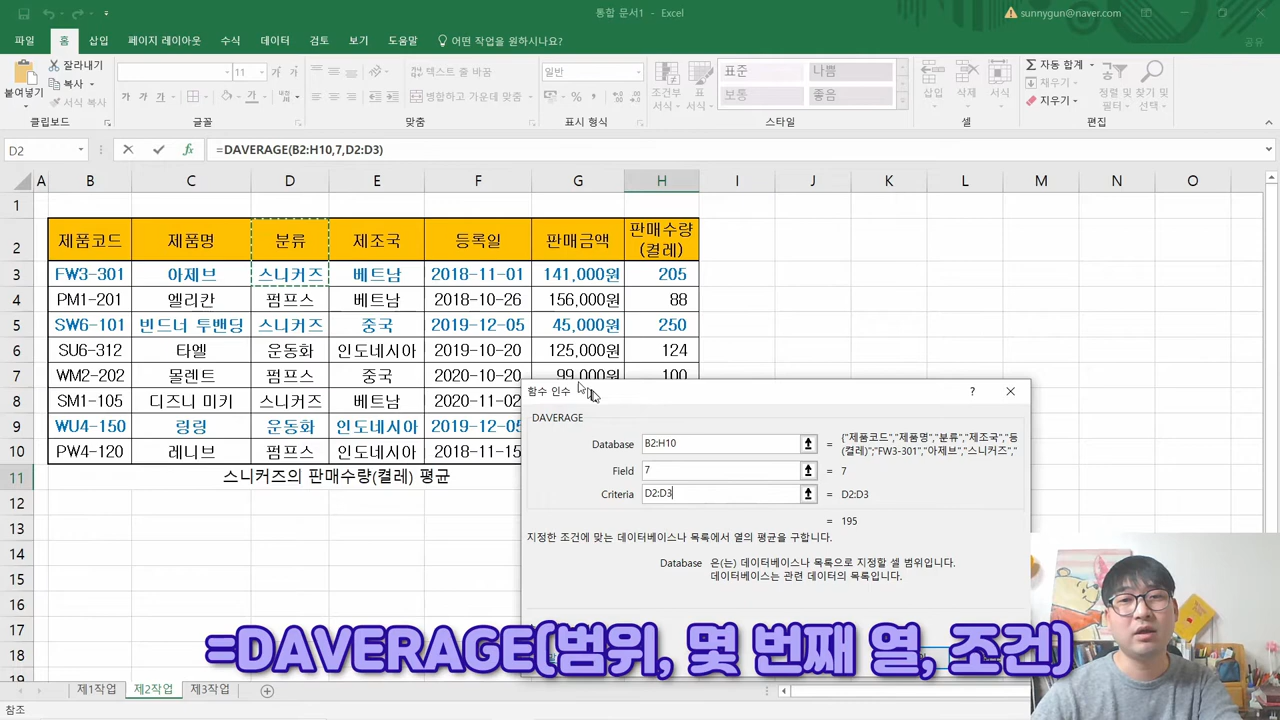 통합 문서1 - Excel
sunnygun@naver.com
파일 홈 삽입 페이지 레이아웃 수식 데이터 검토 보기 도움말 어떤 작업을 원하시나요? 공유
붙여넣기
잘라내기
복사
서식 복사
클립보드
11
가 가 가
글꼴
텍스트 줄 바꿈
병합하고 가운데 맞춤
맞춤
일반
표시 형식
조건부 서식
표 서식
표준 나쁨
보통 좋음
스타일
삽입 삭제 서식
셀
자동 합계
채우기
지우기
정렬 및 필터
찾기 및 선택
편집
D2
=DAVERAGE(B2:H10,7,D2:D3)
A B C D E F G H I J K L M N O
1
2 제품코드 제품명 분류 제조국 등록일 판매금액 판매수량 (켤레)
3 FW3-301 아제브 스니커즈 베트남 2018-11-01 141,000원 205
4 PM1-201 엘리칸 펌프스 베트남 2018-10-26 156,000원 88
5 SW6-101 빈드너 투밴딩 스니커즈 중국 2019-12-05 45,000원 250
6 SU6-312 타엘 운동화 인도네시아 2019-10-20 125,000원 124
7 WM2-202 몰렌트 펌프스 중국 2020-10-20 99,000원 100
8 SM1-105 디즈니 미키 스니커즈 베트남 2020-11-02
9 WU4-150 링링 운동화 인도네시아 2019-12-05
10 PW4-120 레니브 펌프스 인도네시아 2018-11-15
11 스니커즈의 판매수량(켤레) 평균
12
13
14
15
16
17
18
19
함수 인수 ?
DAVERAGE
Database B2:H10 = {"제품코드","제품명","분류","제조국","등
(켤레)";"FW3-301","아제브","스니커즈","
Field 7 = 7
Criteria D2:D3 = D2:D3
= 195
지정한 조건에 맞는 데이터베이스나 목록에서 열의 평균을 구합니다.
Database 은(는) 데이터베이스나 목록으로 지정할 셀 범위입니다.
데이터베이스는 관련 데이터의 목록입니다.
=DAVERAGE(범위, 몇 번째 열, 조건)
제1작업 제2작업 제3작업
참조